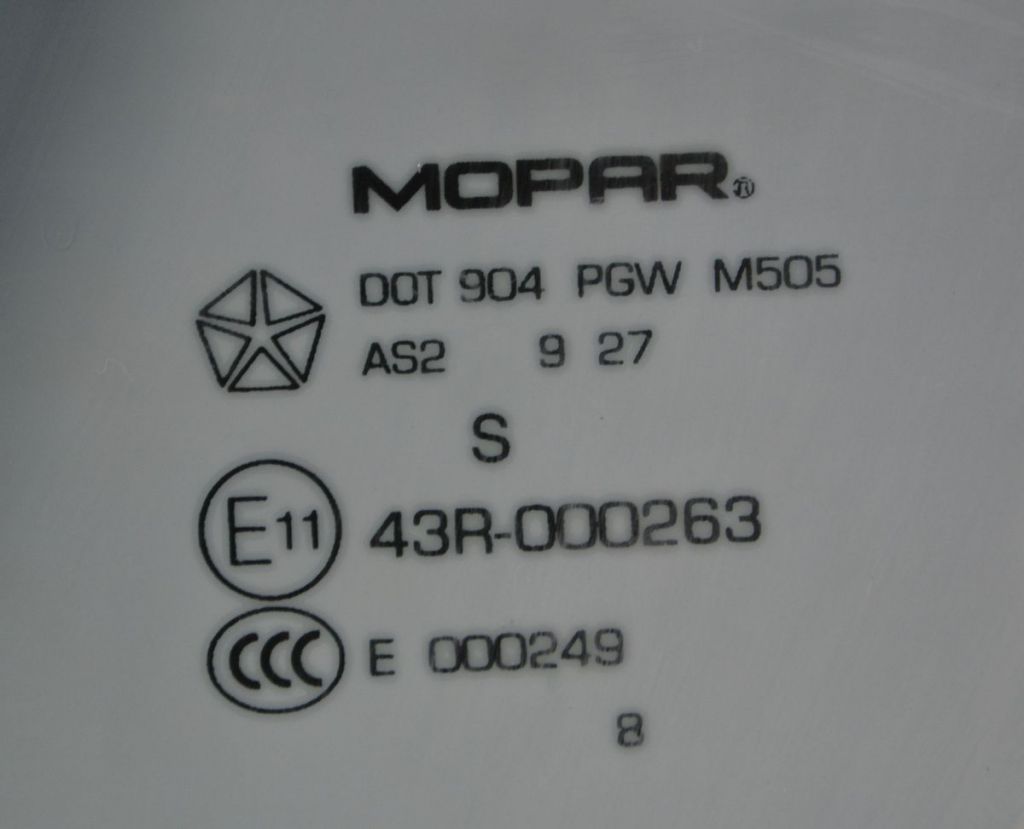 MOPAR®
DOT 904 PGW M505
AS2 9 27
S
E11 43R-000263
CCC E 000249
8